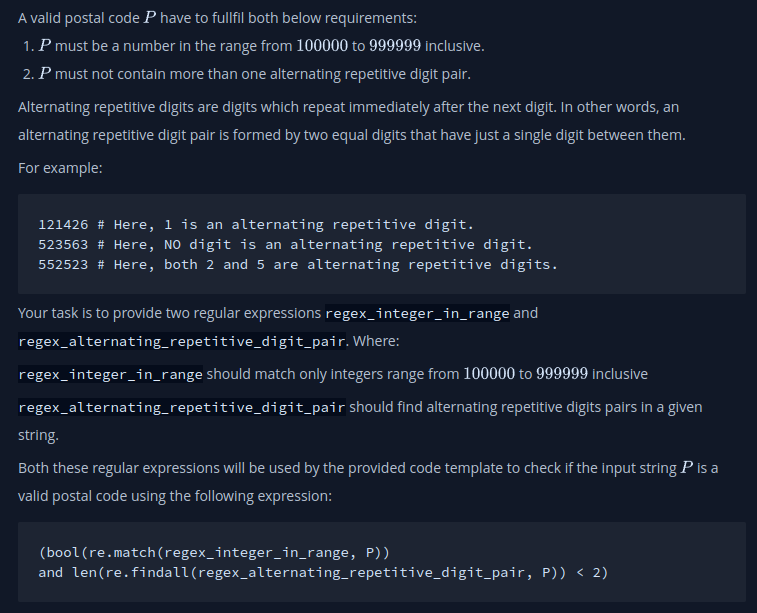 A valid postal code P have to fullfil both below requirements:
1. P must be a number in the range from 100000 to 999999 inclusive.
2. P must not contain more than one alternating repetitive digit pair.
Alternating repetitive digits are digits which repeat immediately after the next digit. In other words, an
alternating repetitive digit pair is formed by two equal digits that have just a single digit between them.
For example:
121426 # Here, 1 is an alternating repetitive digit.
523563 # Here, NO digit is an alternating repetitive digit.
552523 # Here, both 2 and 5 are alternating repetitive digits.
Your task is to provide two regular expressions regex_integer_in_range and
regex_alternating_repetitive_digit_pair. Where:
regex_integer_in_range should match only integers range from 100000 to 999999 inclusive
regex_alternating_repetitive_digit_pair should find alternating repetitive digits pairs in a given
string.
Both these regular expressions will be used by the provided code template to check if the input string P is a
valid postal code using the following expression:
(bool(re.match(regex_integer_in_range, P))
and len(re.findall(regex_alternating_repetitive_digit_pair, P)) < 2)